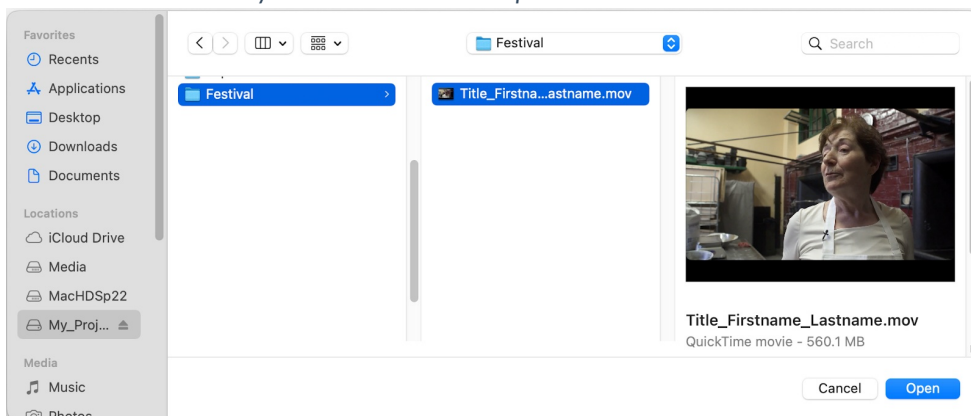 Favorites
Recents
Applications
Desktop
Downloads
Documents
Locations
iCloud Drive
Media
MacHDSp22
My_Proj...
Media
Music
Photos
Festival
Search
Festival
Title_Firstna...astname.mov
Title_Firstname_Lastname.mov
QuickTime movie - 560.1 MB
Cancel
Open